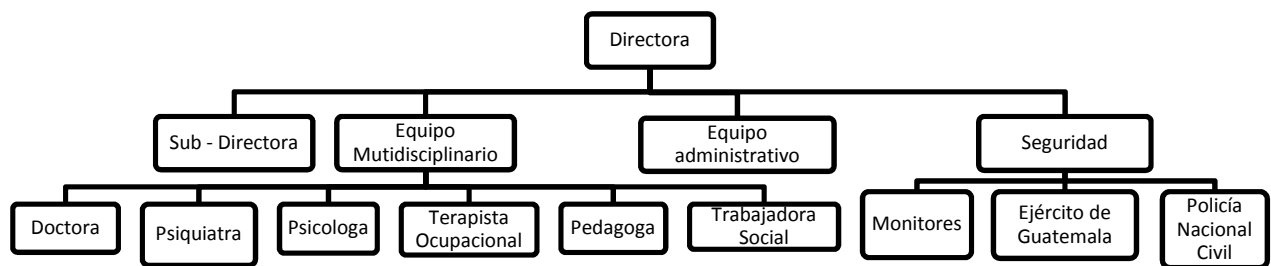 Directora
Sub - Directora
Equipo
Mutidisciplinario
Equipo
administrativo
Seguridad
Doctora
Psiquiatra
Psicologa
Terapista
Ocupacional
Pedagoga
Trabajadora
Social
Monitores
Ejército de
Guatemala
Policía
Nacional
Civil